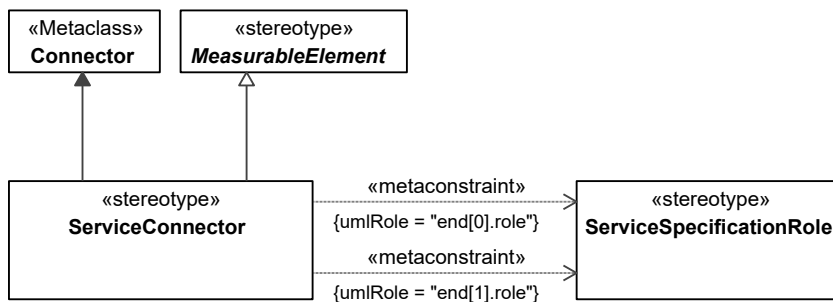 «Metaclass»
Connector
«stereotype»
MeasurableElement
«stereotype»
ServiceConnector
«metaconstraint»
{umlRole = "end[0].role"}
«metaconstraint»
{umlRole = "end[1].role"}
«stereotype»
ServiceSpecificationRole